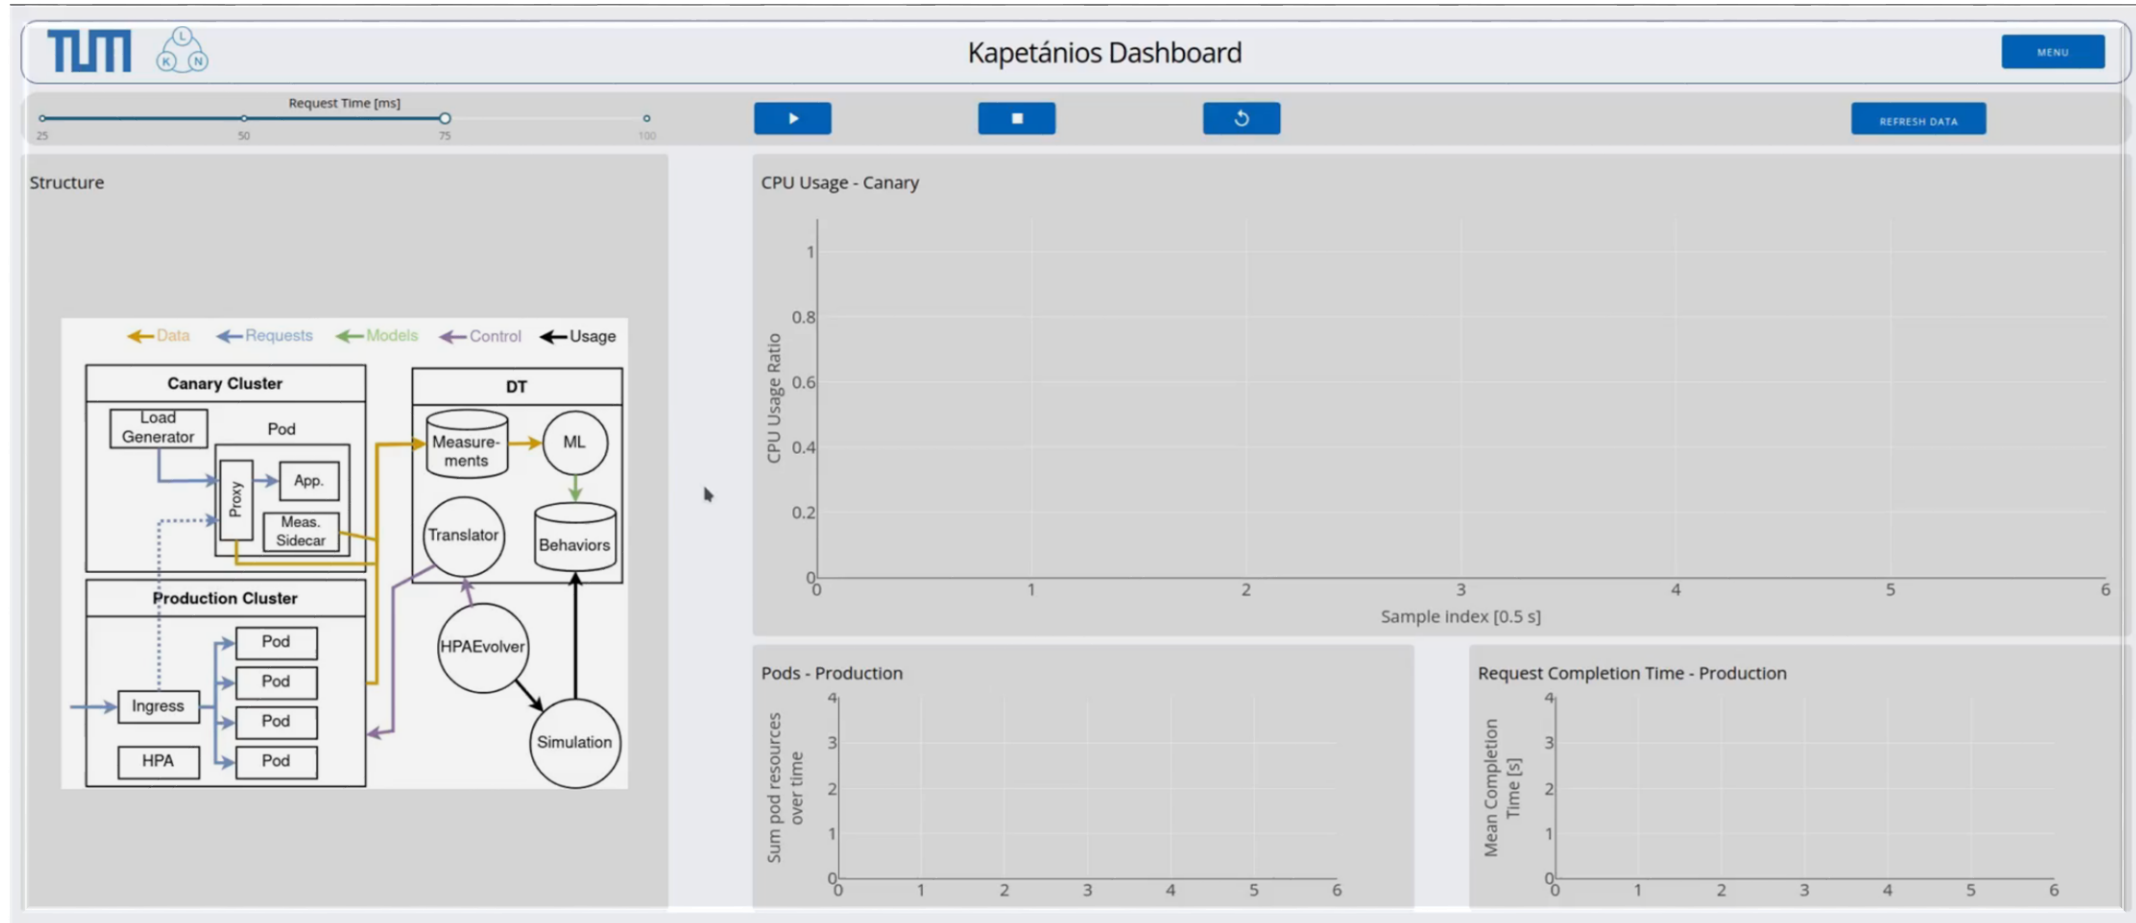 TUM
L
K N
Kapetánios Dashboard
MENU
Request Time [ms]
25 50 75 100
REFRESH DATA
Structure
Data Requests Models Control Usage
Canary Cluster
Load
Generator
Pod
Proxy
App.
Meas.
Sidecar
DT
Measure-
ments
ML
Translator
Behaviors
Production Cluster
Pod
Pod
Ingress
Pod
HPA
Pod
HPAEvolver
Simulation
CPU Usage - Canary
CPU Usage Ratio
1
0.8
0.6
0.4
0.2
0
0 1 2 3 4 5 6
Sample index [0.5 s]
Pods - Production
Sum pod resources
over time
4
3
2
1
0
0 1 2 3 4 5 6
Request Completion Time - Production
Mean Completion
Time [s]
4
3
2
1
0
0 1 2 3 4 5 6